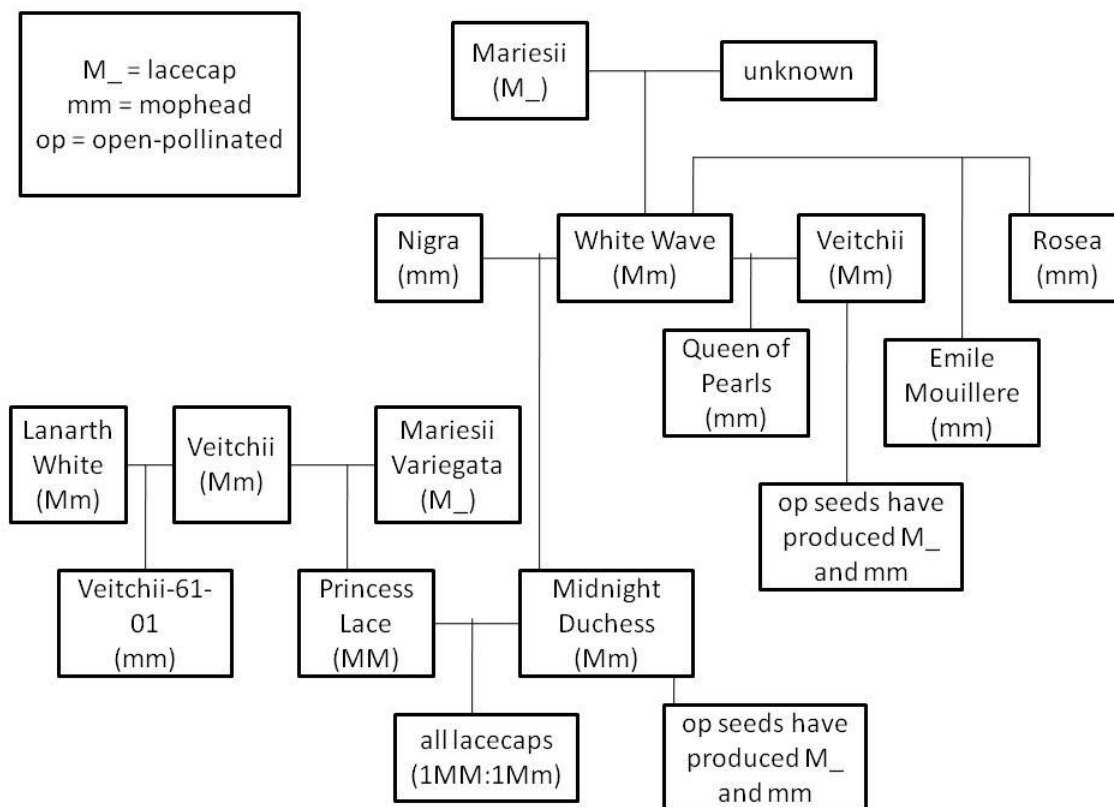 M_ = lacecap
mm = mophead
op = open-pollinated
Mariesii
(M_)
unknown
Nigra
(mm)
White Wave
(Mm)
Veitchii
(Mm)
Rosea
(mm)
Queen of
Pearls
(mm)
Emile
Mouillere
(mm)
Lanarth
White
(Mm)
Veitchii
(Mm)
Mariesii
Variegata
(M_)
op seeds have
produced M_
and mm
Veitchii-61-
01
(mm)
Princess
Lace
(MM)
Midnight
Duchess
(Mm)
all lacecaps
(1MM:1Mm)
op seeds have
produced M_
and mm